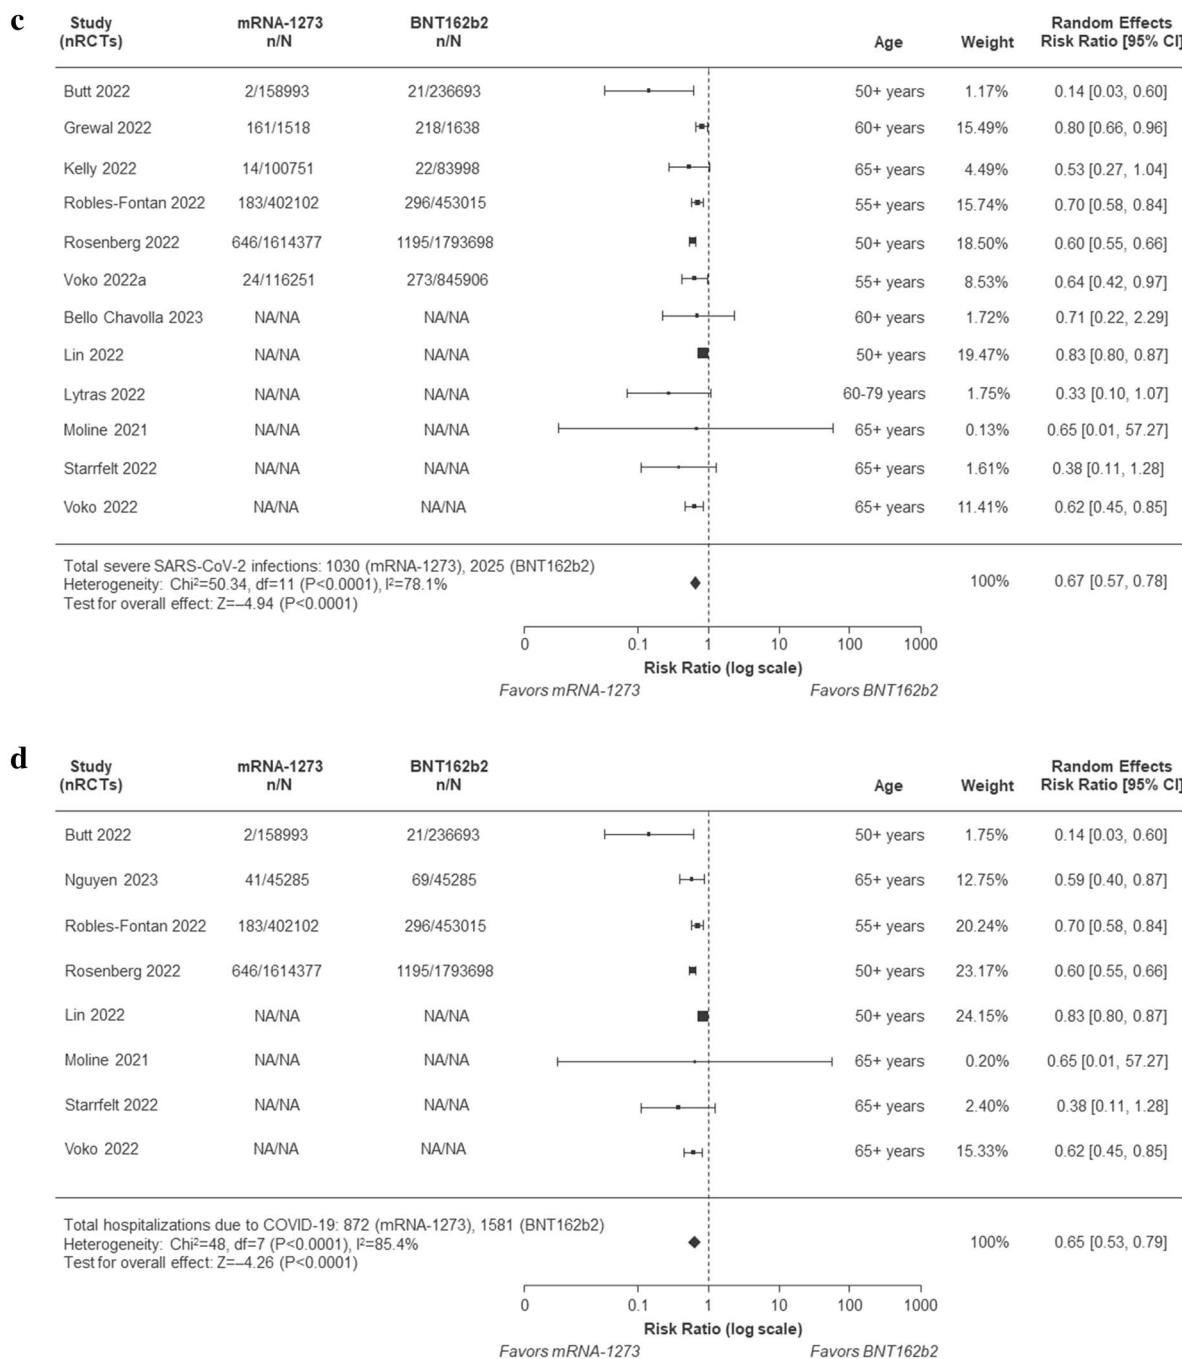 c
Study (nRCTs) mRNA-1273 n/N BNT162b2 n/N Age Weight Random Effects Risk Ratio [95% CI]
Butt 2022 2/158993 21/236693 50+ years 1.17% 0.14 [0.03, 0.60]
Grewal 2022 161/1518 218/1638 60+ years 15.49% 0.80 [0.66, 0.96]
Kelly 2022 14/100751 22/83998 65+ years 4.49% 0.53 [0.27, 1.04]
Robles-Fontan 2022 183/402102 296/453015 55+ years 15.74% 0.70 [0.58, 0.84]
Rosenberg 2022 646/1614377 1195/1793698 50+ years 18.50% 0.60 [0.55, 0.66]
Voko 2022a 24/116251 273/845906 55+ years 8.53% 0.64 [0.42, 0.97]
Bello Chavolla 2023 NA/NA NA/NA 60+ years 1.72% 0.71 [0.22, 2.29]
Lin 2022 NA/NA NA/NA 50+ years 19.47% 0.83 [0.80, 0.87]
Lytras 2022 NA/NA NA/NA 60-79 years 1.75% 0.33 [0.10, 1.07]
Moline 2021 NA/NA NA/NA 65+ years 0.13% 0.65 [0.01, 57.27]
Starrfelt 2022 NA/NA NA/NA 65+ years 1.61% 0.38 [0.11, 1.28]
Voko 2022 NA/NA NA/NA 65+ years 11.41% 0.62 [0.45, 0.85]
Total severe SARS-CoV-2 infections: 1030 (mRNA-1273), 2025 (BNT162b2)
Heterogeneity: Chi²=50.34, df=11 (P<0.0001), I²=78.1% 100% 0.67 [0.57, 0.78]
Test for overall effect: Z=–4.94 (P<0.0001)
0 0.1 1 10 100 1000
Risk Ratio (log scale)
Favors mRNA-1273 Favors BNT162b2
d
Study (nRCTs) mRNA-1273 n/N BNT162b2 n/N Age Weight Random Effects Risk Ratio [95% CI]
Butt 2022 2/158993 21/236693 50+ years 1.75% 0.14 [0.03, 0.60]
Nguyen 2023 41/45285 69/45285 65+ years 12.75% 0.59 [0.40, 0.87]
Robles-Fontan 2022 183/402102 296/453015 55+ years 20.24% 0.70 [0.58, 0.84]
Rosenberg 2022 646/1614377 1195/1793698 50+ years 23.17% 0.60 [0.55, 0.66]
Lin 2022 NA/NA NA/NA 50+ years 24.15% 0.83 [0.80, 0.87]
Moline 2021 NA/NA NA/NA 65+ years 0.20% 0.65 [0.01, 57.27]
Starrfelt 2022 NA/NA NA/NA 65+ years 2.40% 0.38 [0.11, 1.28]
Voko 2022 NA/NA NA/NA 65+ years 15.33% 0.62 [0.45, 0.85]
Total hospitalizations due to COVID-19: 872 (mRNA-1273), 1581 (BNT162b2)
Heterogeneity: Chi²=48, df=7 (P<0.0001), I²=85.4% 100% 0.65 [0.53, 0.79]
Test for overall effect: Z=–4.26 (P<0.0001)
0 0.1 1 10 100 1000
Risk Ratio (log scale)
Favors mRNA-1273 Favors BNT162b2